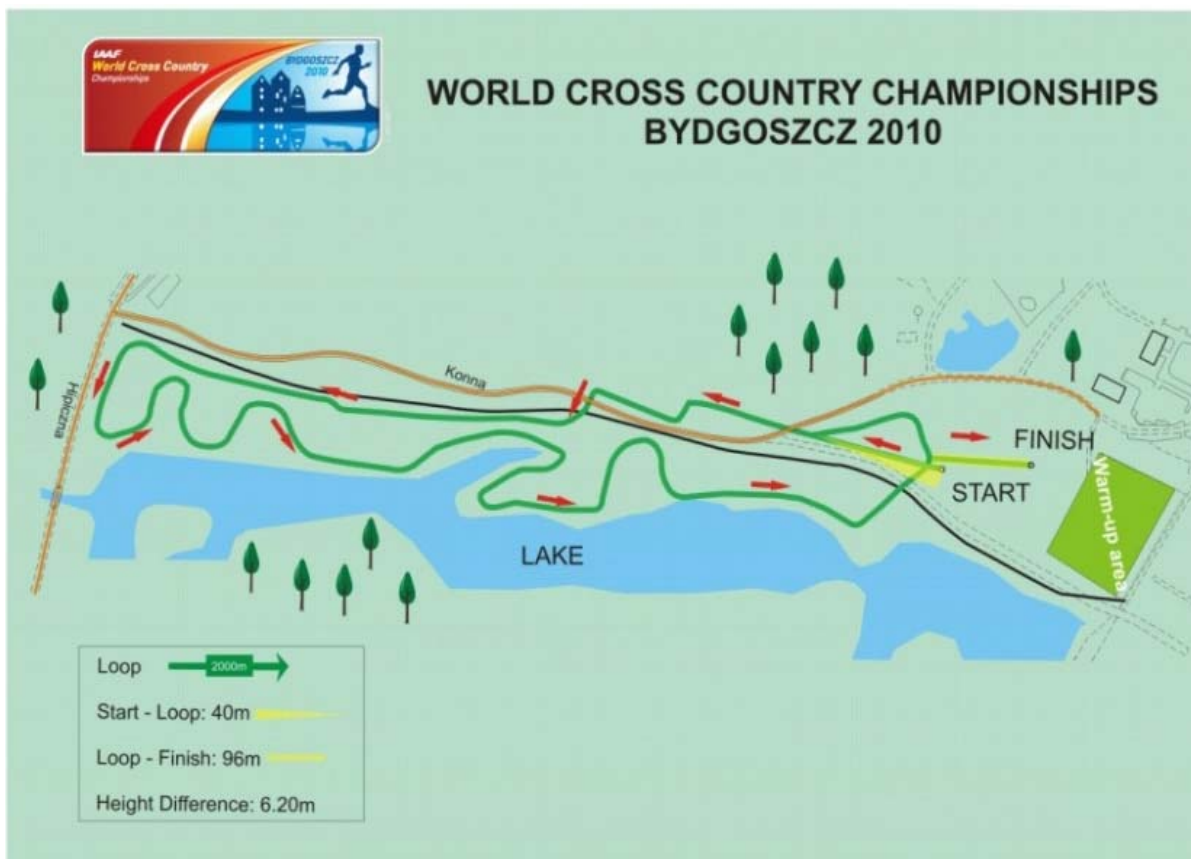 IAAF
World Cross Country
Championships
BYDGOSZCZ
2010
WORLD CROSS COUNTRY CHAMPIONSHIPS
BYDGOSZCZ 2010
Konna
Hipiczna
FINISH
START
Warm-up area
LAKE
Loop 2000m
Start - Loop: 40m
Loop - Finish: 96m
Height Difference: 6.20m